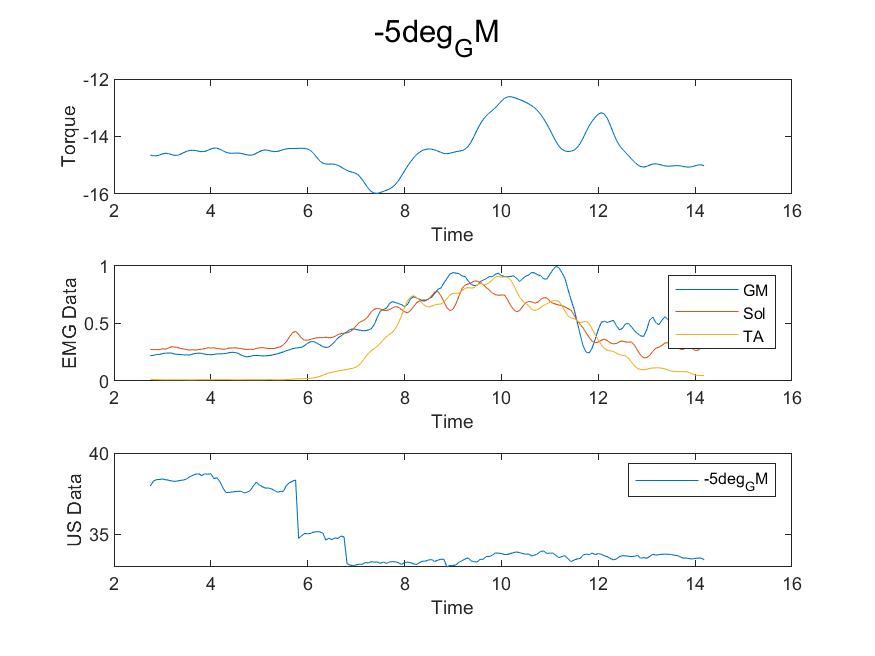 -5deg_GM
-12
-14
-16
Torque
2 4 6 8 10 12 14 16
Time
1
0.5
0
EMG Data
GM
Sol
TA
2 4 6 8 10 12 14 16
Time
40
35
US Data
-5deg_GM
2 4 6 8 10 12 14 16
Time